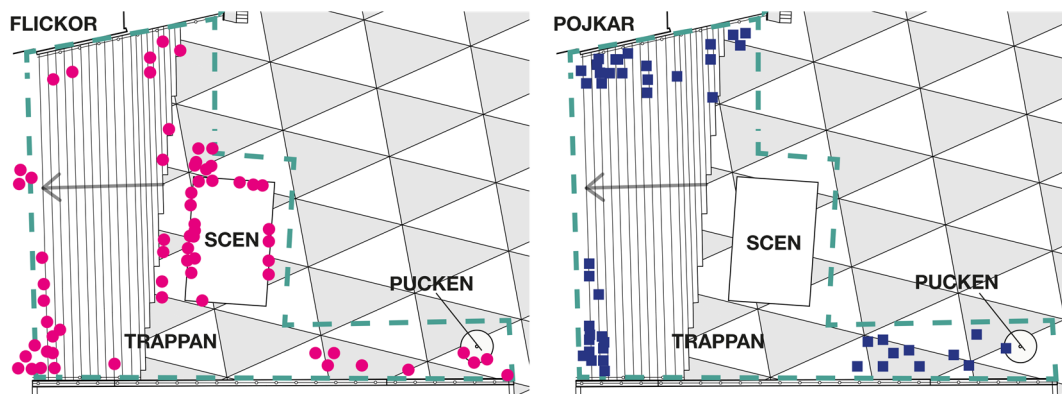 FLICKOR
SCEN
PUCKEN
TRAPPAN
POJKAR
SCEN
PUCKEN
TRAPPAN